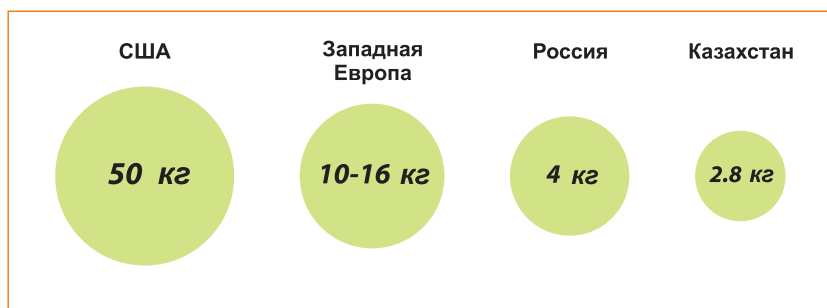 США
Западная
Европа
Россия
Казахстан
50 кг
10-16 кг
4 кг
2.8 кг